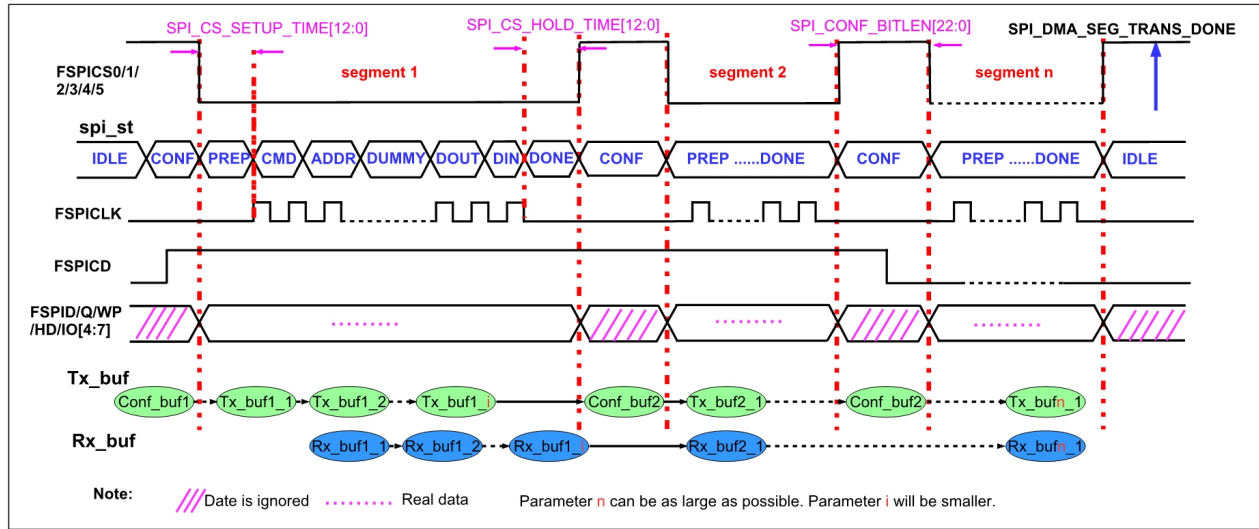 SPI_CS_SETUP_TIME[12:0] SPI_CS_HOLD_TIME[12:0] SPI_CONF_BITLEN[22:0] SPI_DMA_SEG_TRANS_DONE
FSPICS0/1/
2/3/4/5
segment 1 segment 2 segment n
spi_st
IDLE CONF PREP CMD ADDR DUMMY DOUT DIN DONE CONF PREP ......DONE CONF PREP ......DONE IDLE
FSPICLK
FSPICD
FSPID/Q/WP
/HD/IO[4:7]
Tx_buf
Conf_buf1 Tx_buf1_1 Tx_buf1_2 Tx_buf1_i Conf_buf2 Tx_buf2_1 Conf_buf2 Tx_bufn_1
Rx_buf
Rx_buf1_1 Rx_buf1_2 Rx_buf1_i Rx_buf2_1 Rx_bufn_1
Note: Date is ignored Real data Parameter n can be as large as possible. Parameter i will be smaller.